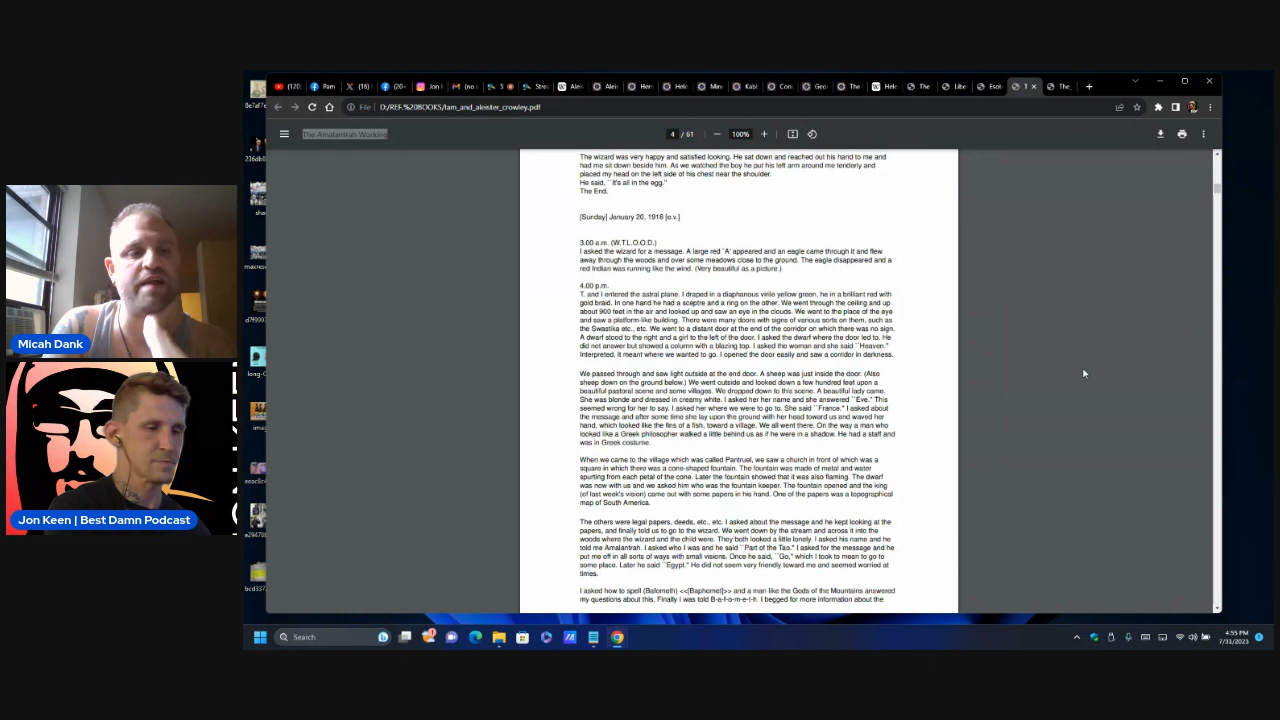 (120
Pam
(16)
(20+
Jon
(no s
S
Stre
Aleis
Aleis
Herr
Hele
Mine
Kabl
Con
Geo
The
Hele
The
Libe
Esot
T
The
File
D:/REF.%20BOOKS/lam_and_aleister_crowley.pdf
The Amalantrah Working
4 / 61
100%
The wizard was very happy and satisfied looking. He sat down and reached out his hand to me and
had me sit down beside him. As we watched the boy he put his left arm around me tenderly and
placed my head on the left side of his chest near the shoulder.
He said, ``It's all in the egg.''
The End.
[Sunday] January 20, 1918 [e.v.]
3.00 a.m. (W.T.L.O.O.D.)
I asked the wizard for a message. A large red `A' appeared and an eagle came through it and flew
away through the woods and over some meadows close to the ground. The eagle disappeared and a
red Indian was running like the wind. (Very beautiful as a picture.)
4.00 p.m.
T. and I entered the astral plane. I draped in a diaphanous virile yellow green, he in a brilliant red with
gold braid. In one hand he had a sceptre and a ring on the other. We went through the ceiling and up
about 900 feet in the air and looked up and saw an eye in the clouds. We went to the place of the eye
and saw a platform-like building. There were many doors with signs of various sorts on them, such as
the Swastika etc., etc. We went to a distant door at the end of the corridor on which there was no sign.
A dwarf stood to the right and a girl to the left of the door. I asked the dwarf where the door led to. He
did not answer but showed a column with a blazing top. I asked the woman and she said ``Heaven.''
Interpreted, it meant where we wanted to go. I opened the door easily and saw a corridor in darkness.
We passed through and saw light outside at the end door. A sheep was just inside the door. (Also
sheep down on the ground below.) We went outside and looked down a few hundred feet upon a
beautiful pastoral scene and some villages. We dropped down to this scene. A beautiful lady came.
She was blonde and dressed in creamy white. I asked her her name and she answered ``Eve.'' This
seemed wrong for her to say. I asked her where we were to go to. She said ``France.'' I asked about
the message and after some time she lay upon the ground with her head toward us and waved her
hand, which looked like the fins of a fish, toward a village. We all went there. On the way a man who
looked like a Greek philosopher walked a little behind us as if he were in a shadow. He had a staff and
was in Greek costume.
When we came to the village which was called Pantruel, we saw a church in front of which was a
square in which there was a cone-shaped fountain. The fountain was made of metal and water
spurting from each petal of the cone. Later the fountain showed that it was also flaming. The dwarf
was now with us and we asked him who was the fountain keeper. The fountain opened and the king
(of last week's vision) came out with some papers in his hand. One of the papers was a topographical
map of South America.
The others were legal papers, deeds, etc., etc. I asked about the message and he kept looking at the
papers, and finally told us to go to the wizard. We went down by the stream and across it into the
woods where the wizard and the child were. They both looked a little lonely. I asked his name and he
told me Amalantrah. I asked who I was and he said ``Part of the Tao.'' I asked for the message and he
put me off in all sorts of ways with small visions. Once he said, ``Go,'' which I took to mean to go to
some place. Later he said ``Egypt.'' He did not seem very friendly toward me and seemed worried at
times.
I asked how to spell (Bafometh) <<[Baphomet]>> and a man like the Gods of the Mountains answered
my questions about this. Finally I was told B-a-f-o-m-e-t-h. I begged for more information about the
Micah Dank
Jon Keen | Best Damn Podcast
Search
4:55 PM
7/31/2023